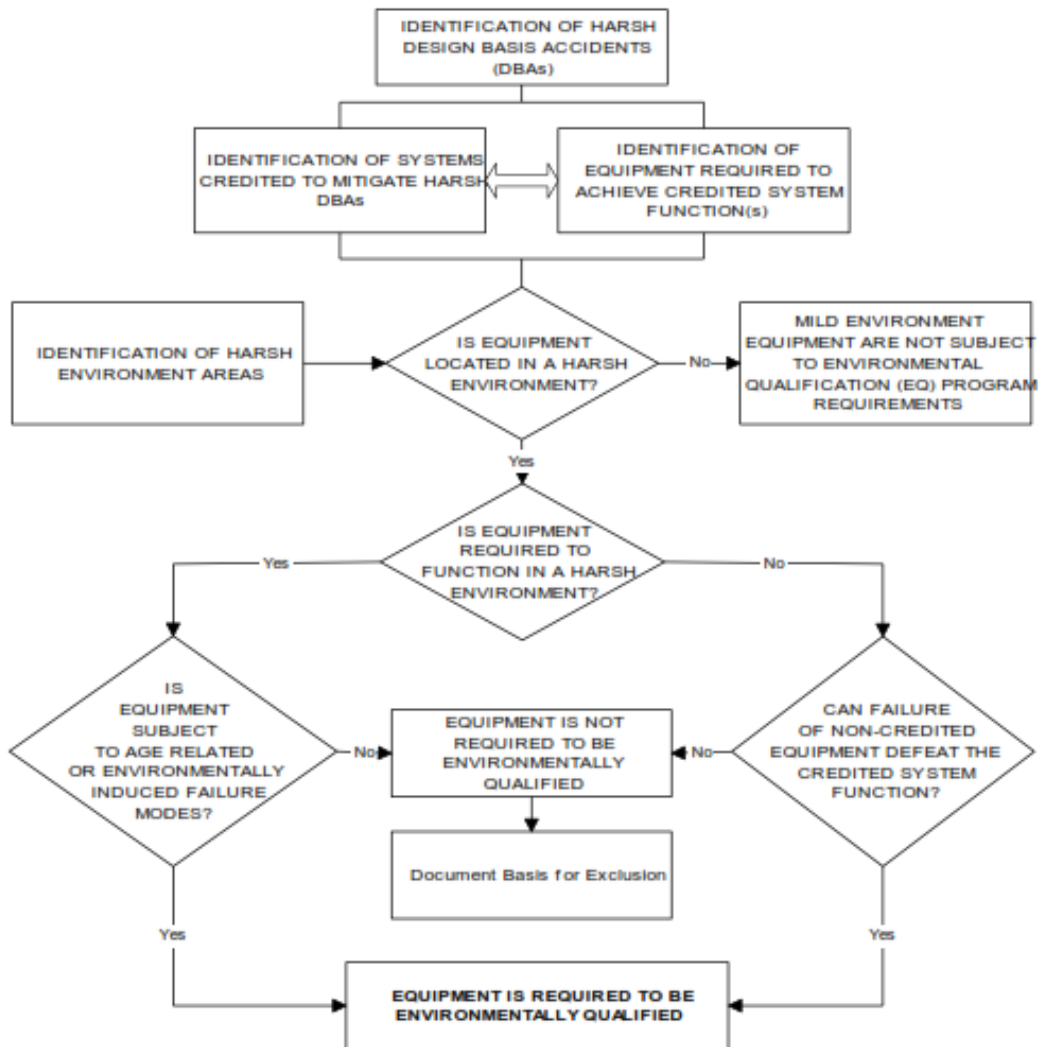 IDENTIFICATION OF HARSH
DESIGN BASIS ACCIDENTS
(DBAs)
IDENTIFICATION OF SYSTEMS
CREDITED TO MITIGATE HARSH
DBAs
IDENTIFICATION OF
EQUIPMENT REQUIRED TO
ACHIEVE CREDITED SYSTEM
FUNCTION(s)
IDENTIFICATION OF HARSH
ENVIRONMENT AREAS
IS EQUIPMENT
LOCATED IN A HARSH
ENVIRONMENT?
No
MILD ENVIRONMENT
EQUIPMENT ARE NOT SUBJECT
TO ENVIRONMENTAL
QUALIFICATION (EQ) PROGRAM
REQUIREMENTS
Yes
IS EQUIPMENT
REQUIRED TO
FUNCTION IN A HARSH
ENVIRONMENT?
Yes
No
IS
EQUIPMENT
SUBJECT
TO AGE RELATED
OR ENVIRONMENTALLY
INDUCED FAILURE
MODES?
No
EQUIPMENT IS NOT
REQUIRED TO BE
ENVIRONMENTALLY
QUALIFIED
No
CAN FAILURE
OF NON-CREDITED
EQUIPMENT DEFEAT THE
CREDITED SYSTEM
FUNCTION?
Document Basis for Exclusion
Yes
Yes
EQUIPMENT IS REQUIRED TO BE
ENVIRONMENTALLY QUALIFIED